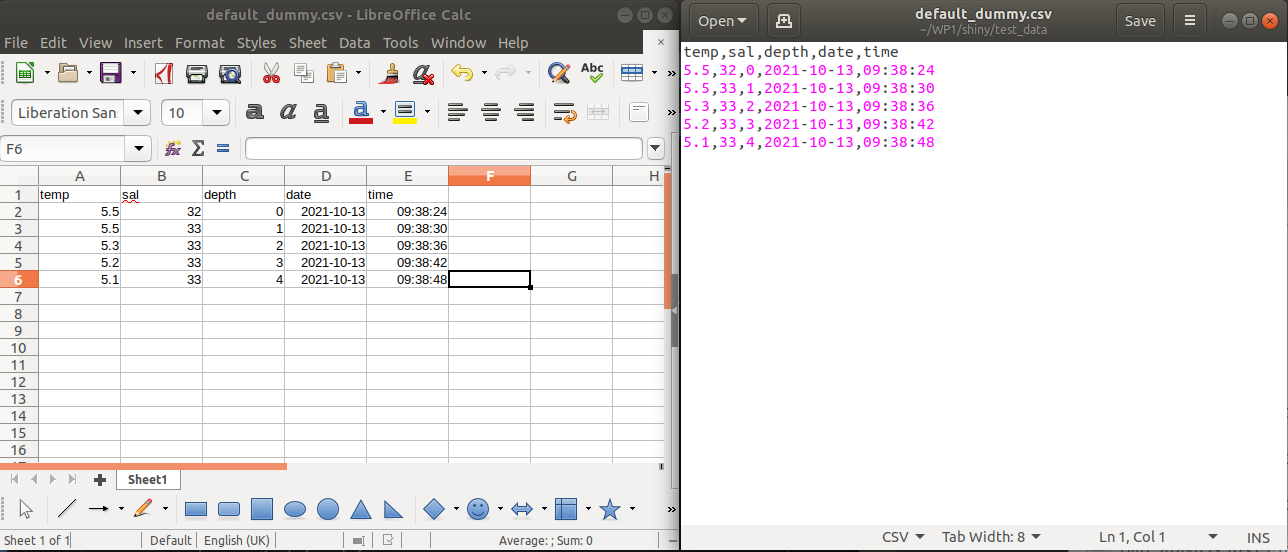 default_dummy.csv - LibreOffice Calc
File Edit View Insert Format Styles Sheet Data Tools Window Help
Liberation San: 10 a a a a
F6
A B C D E F G H
1 temp sal depth date time
2 5.5 32 0 2021-10-13 09:38:24
3 5.5 33 1 2021-10-13 09:38:30
4 5.3 33 2 2021-10-13 09:38:36
5 5.2 33 3 2021-10-13 09:38:42
6 5.1 33 4 2021-10-13 09:38:48
7
8
9
10
11
12
13
14
15
16
Sheet1
Sheet 1 of 1 Default English (UK) Average: ; Sum: 0
Open default_dummy.csv Save
~/WP1/shiny/test_data
temp,sal,depth,date,time
5.5,32,0,2021-10-13,09:38:24
5.5,33,1,2021-10-13,09:38:30
5.3,33,2,2021-10-13,09:38:36
5.2,33,3,2021-10-13,09:38:42
5.1,33,4,2021-10-13,09:38:48
CSV Tab Width: 8 Ln 1, Col 1 INS